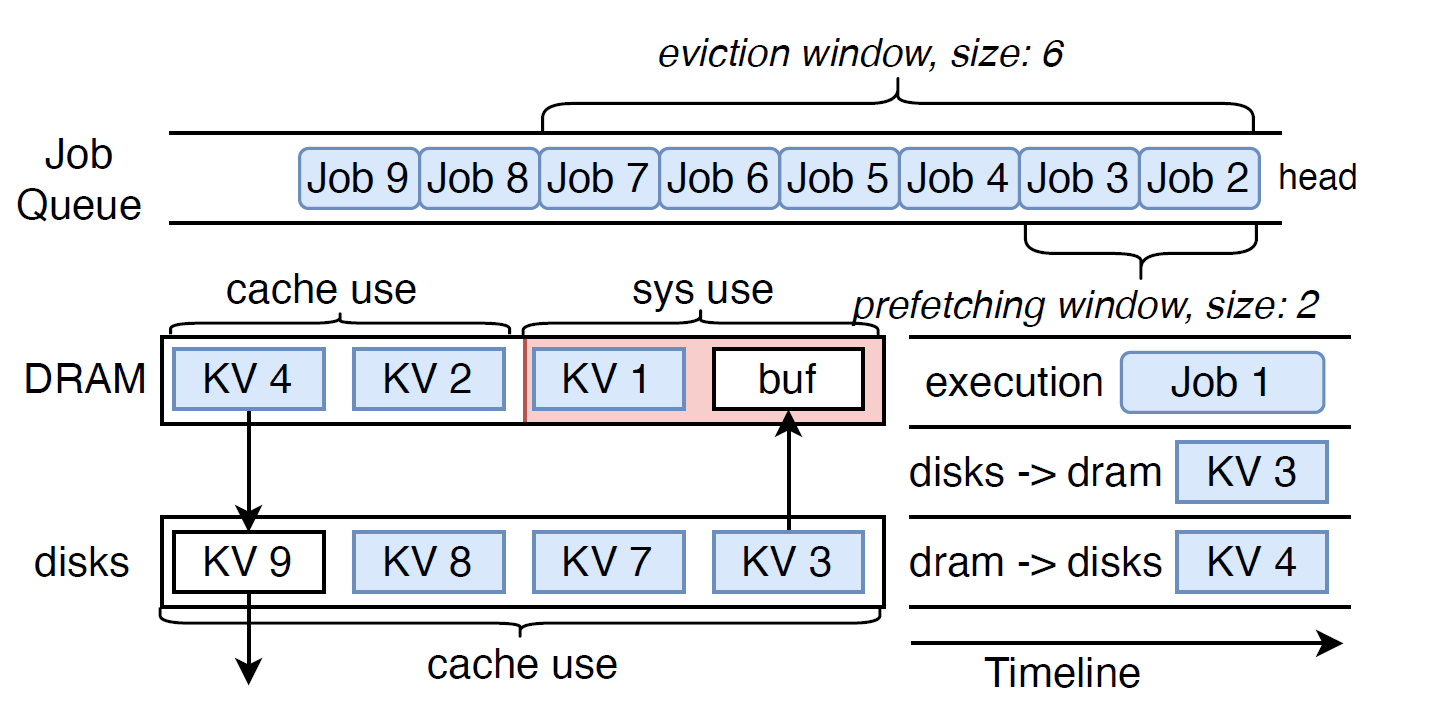 eviction window, size: 6
Job
Queue
Job 9 Job 8 Job 7 Job 6 Job 5 Job 4 Job 3 Job 2
head
prefetching window, size: 2
cache use
sys use
DRAM
KV 4 KV 2 KV 1 buf
disks
KV 9 KV 8 KV 7 KV 3
cache use
execution Job 1
disks -> dram KV 3
dram -> disks KV 4
Timeline